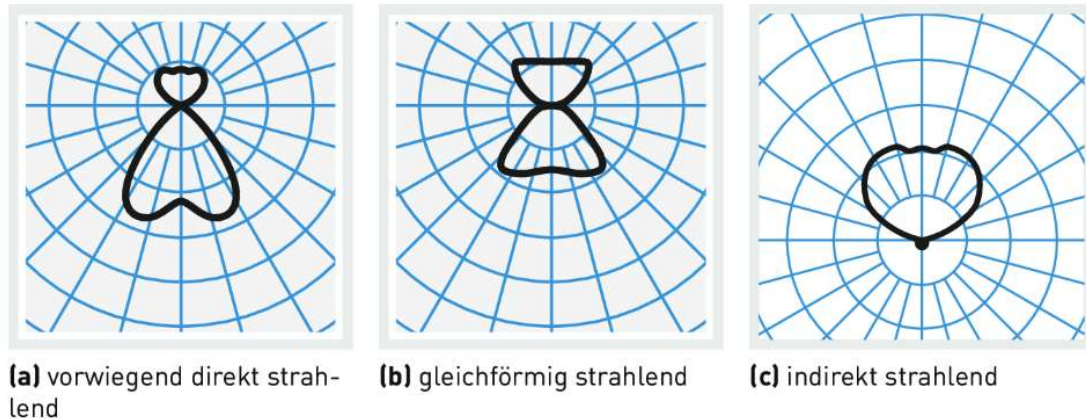 (a) vorwiegend direkt strah-
lend
(b) gleichförmig strahlend
(c) indirekt strahlend